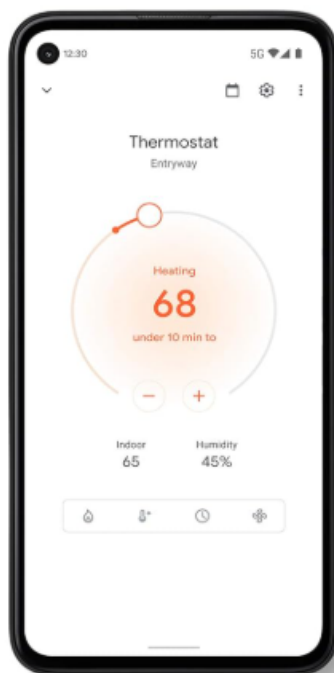 12:30 5G
Thermostat
Entryway
Heating
68
under 10 min to
Indoor Humidity
65 45%